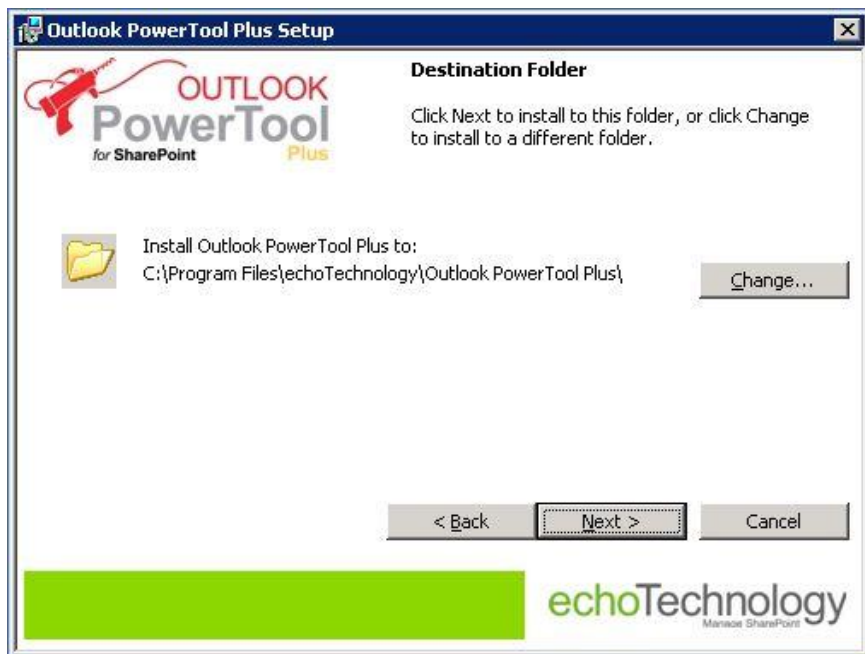 Outlook PowerTool Plus Setup
OUTLOOK
PowerTool
for SharePoint Plus
Destination Folder
Click Next to install to this folder, or click Change
to install to a different folder.
Install Outlook PowerTool Plus to:
C:\Program Files\echoTechnology\Outlook PowerTool Plus\
Change...
< Back
Next >
Cancel
echoTechnology
Manage SharePoint